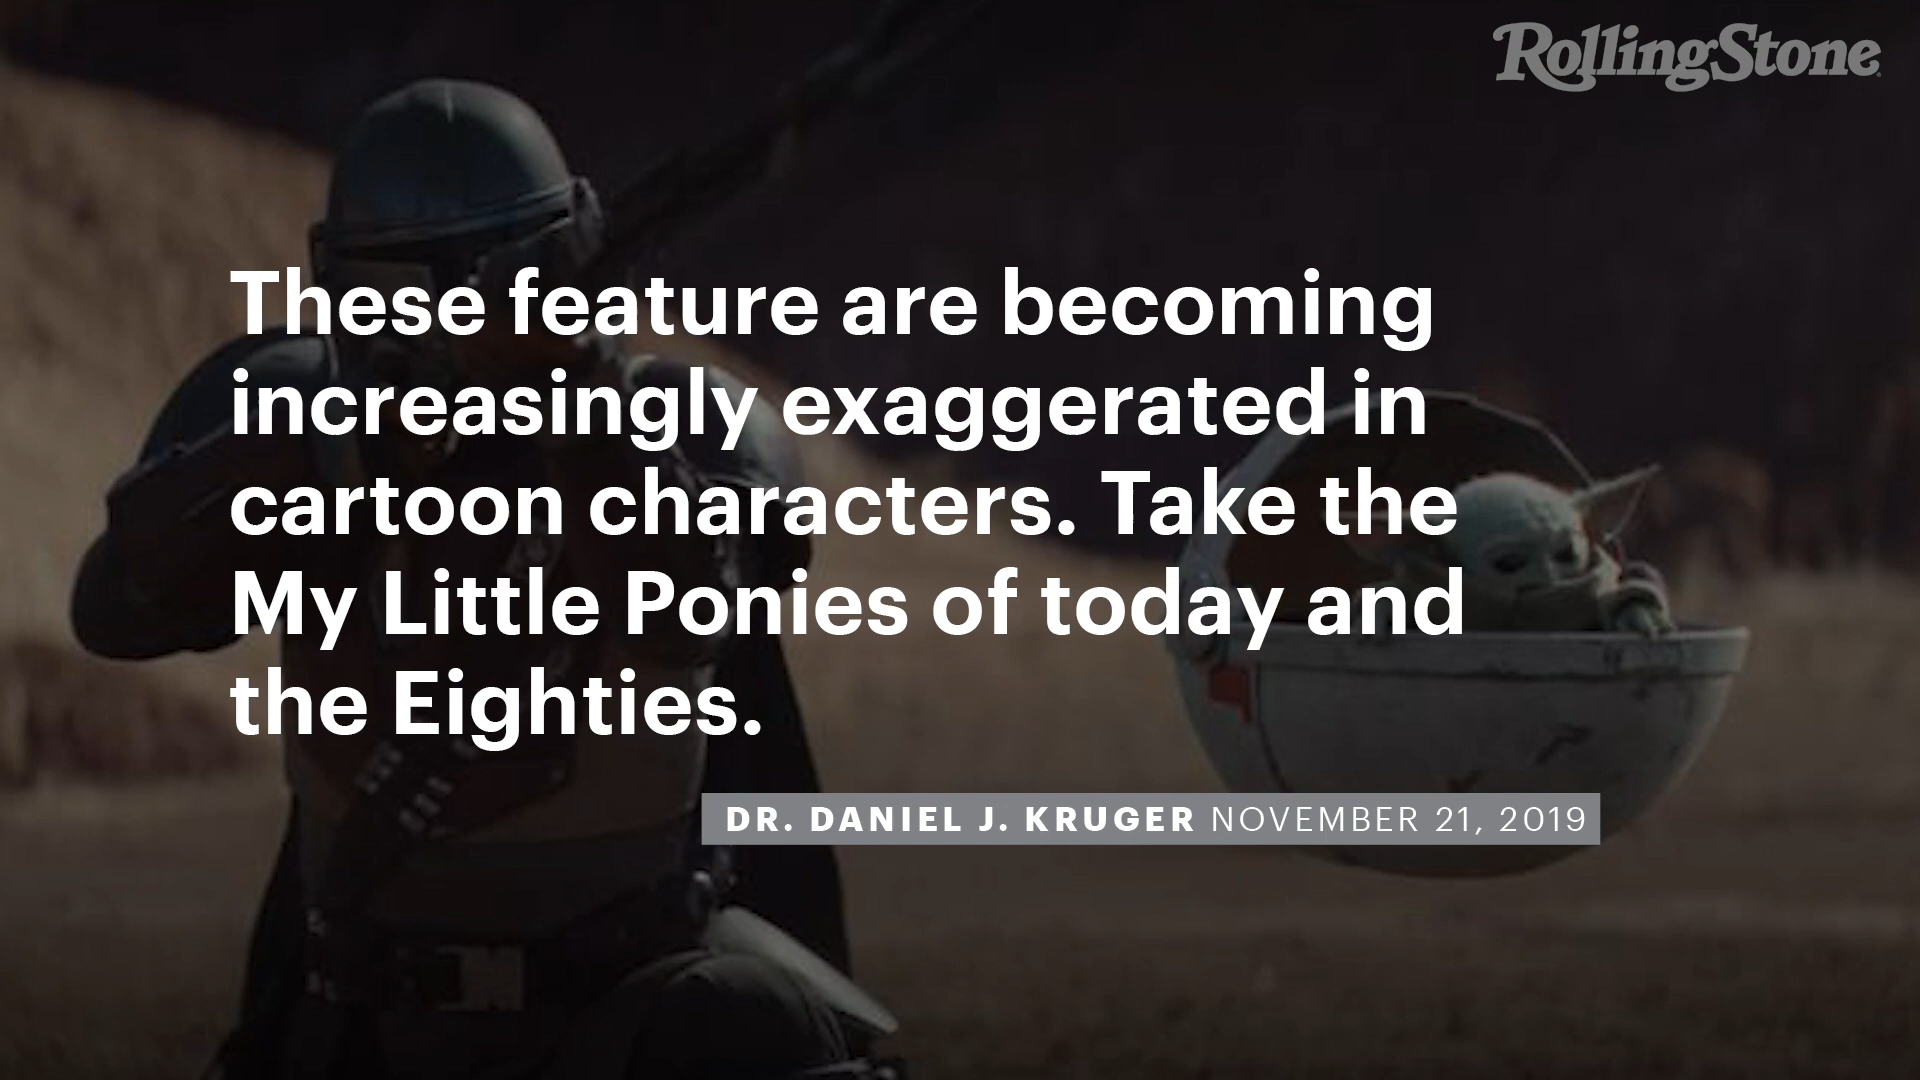 RollingStone
These feature are becoming
increasingly exaggerated in
cartoon characters. Take the
My Little Ponies of today and
the Eighties.
DR. DANIEL J. KRUGER NOVEMBER 21, 2019